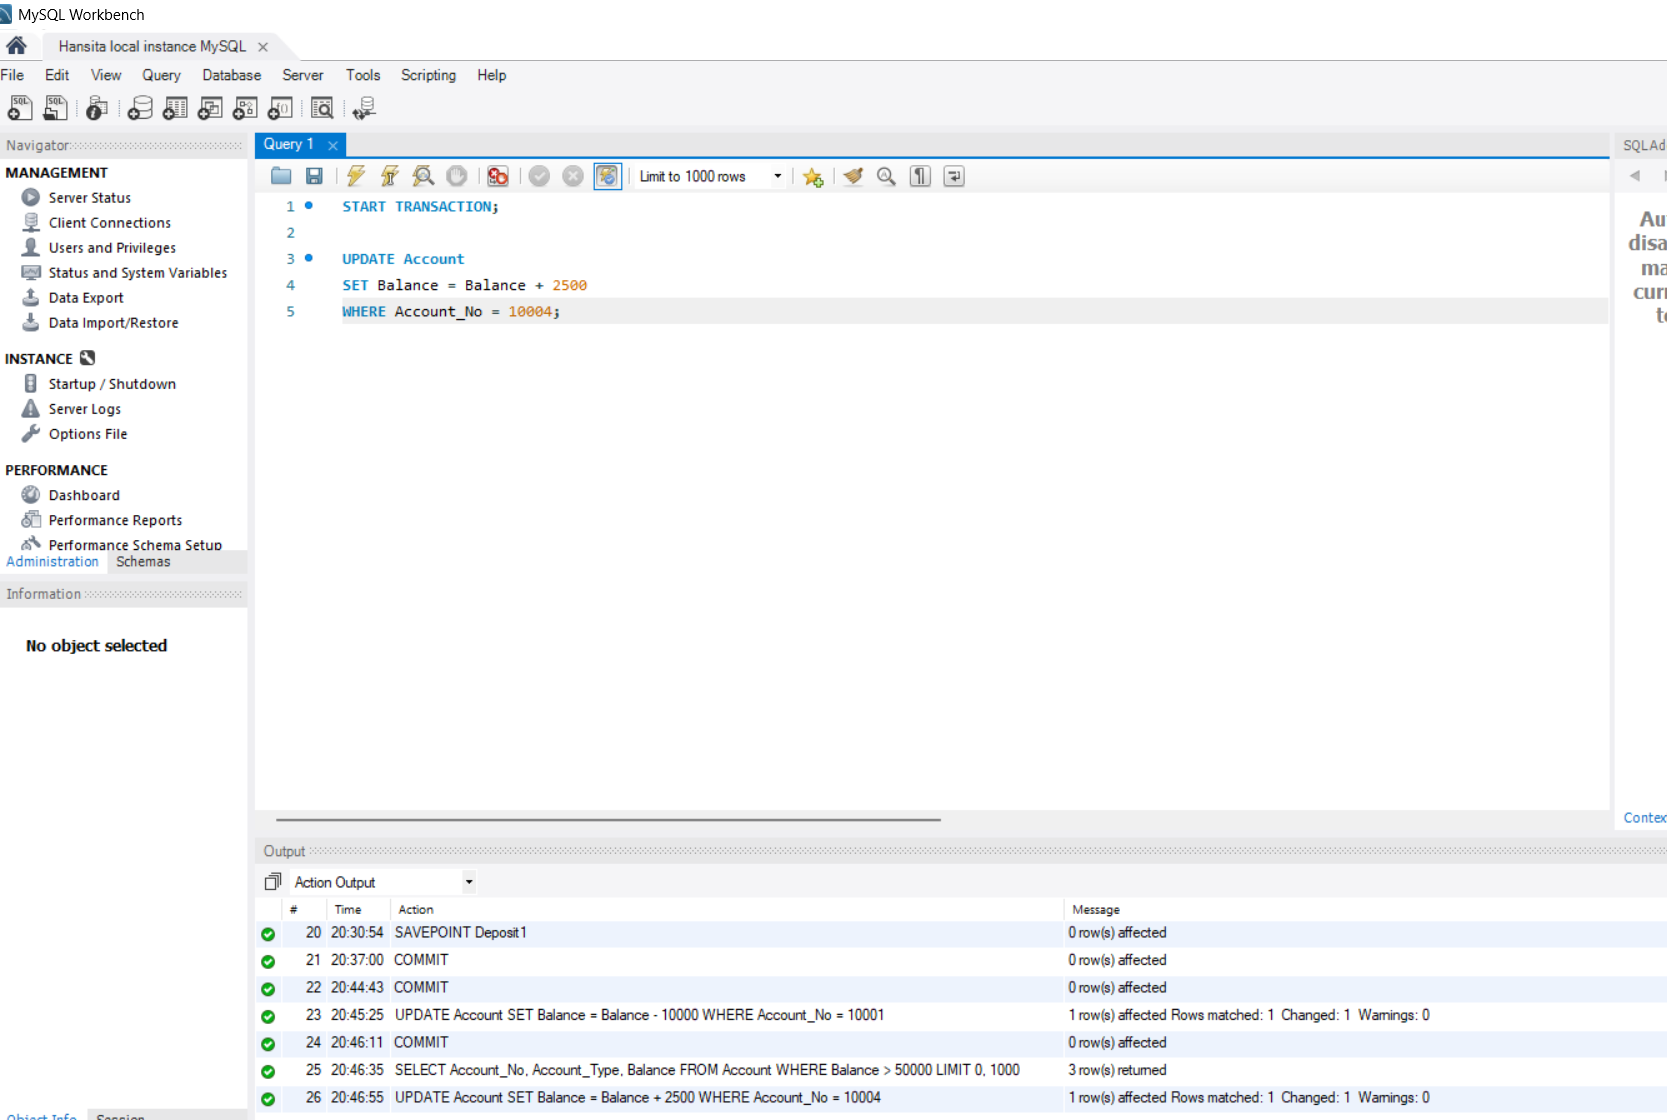 MySQL Workbench
Hansita local instance MySQL
File Edit View Query Database Server Tools Scripting Help
Navigator
MANAGEMENT
Server Status
Client Connections
Users and Privileges
Status and System Variables
Data Export
Data Import/Restore
INSTANCE
Startup / Shutdown
Server Logs
Options File
PERFORMANCE
Dashboard
Performance Reports
Performance Schema Setup
Administration Schemas
Information
No object selected
Object Info Session
Query 1
Limit to 1000 rows
1 START TRANSACTION;
2
3 UPDATE Account
4 SET Balance = Balance + 2500
5 WHERE Account_No = 10004;
SQLAd
Au
disa
ma
curr
to
Contex
Output
Action Output
# Time Action Message
20 20:30:54 SAVEPOINT Deposit1 0 row(s) affected
21 20:37:00 COMMIT 0 row(s) affected
22 20:44:43 COMMIT 0 row(s) affected
23 20:45:25 UPDATE Account SET Balance = Balance - 10000 WHERE Account_No = 10001 1 row(s) affected Rows matched: 1 Changed: 1 Warnings: 0
24 20:46:11 COMMIT 0 row(s) affected
25 20:46:35 SELECT Account_No, Account_Type, Balance FROM Account WHERE Balance > 50000 LIMIT 0, 1000 3 row(s) returned
26 20:46:55 UPDATE Account SET Balance = Balance + 2500 WHERE Account_No = 10004 1 row(s) affected Rows matched: 1 Changed: 1 Warnings: 0